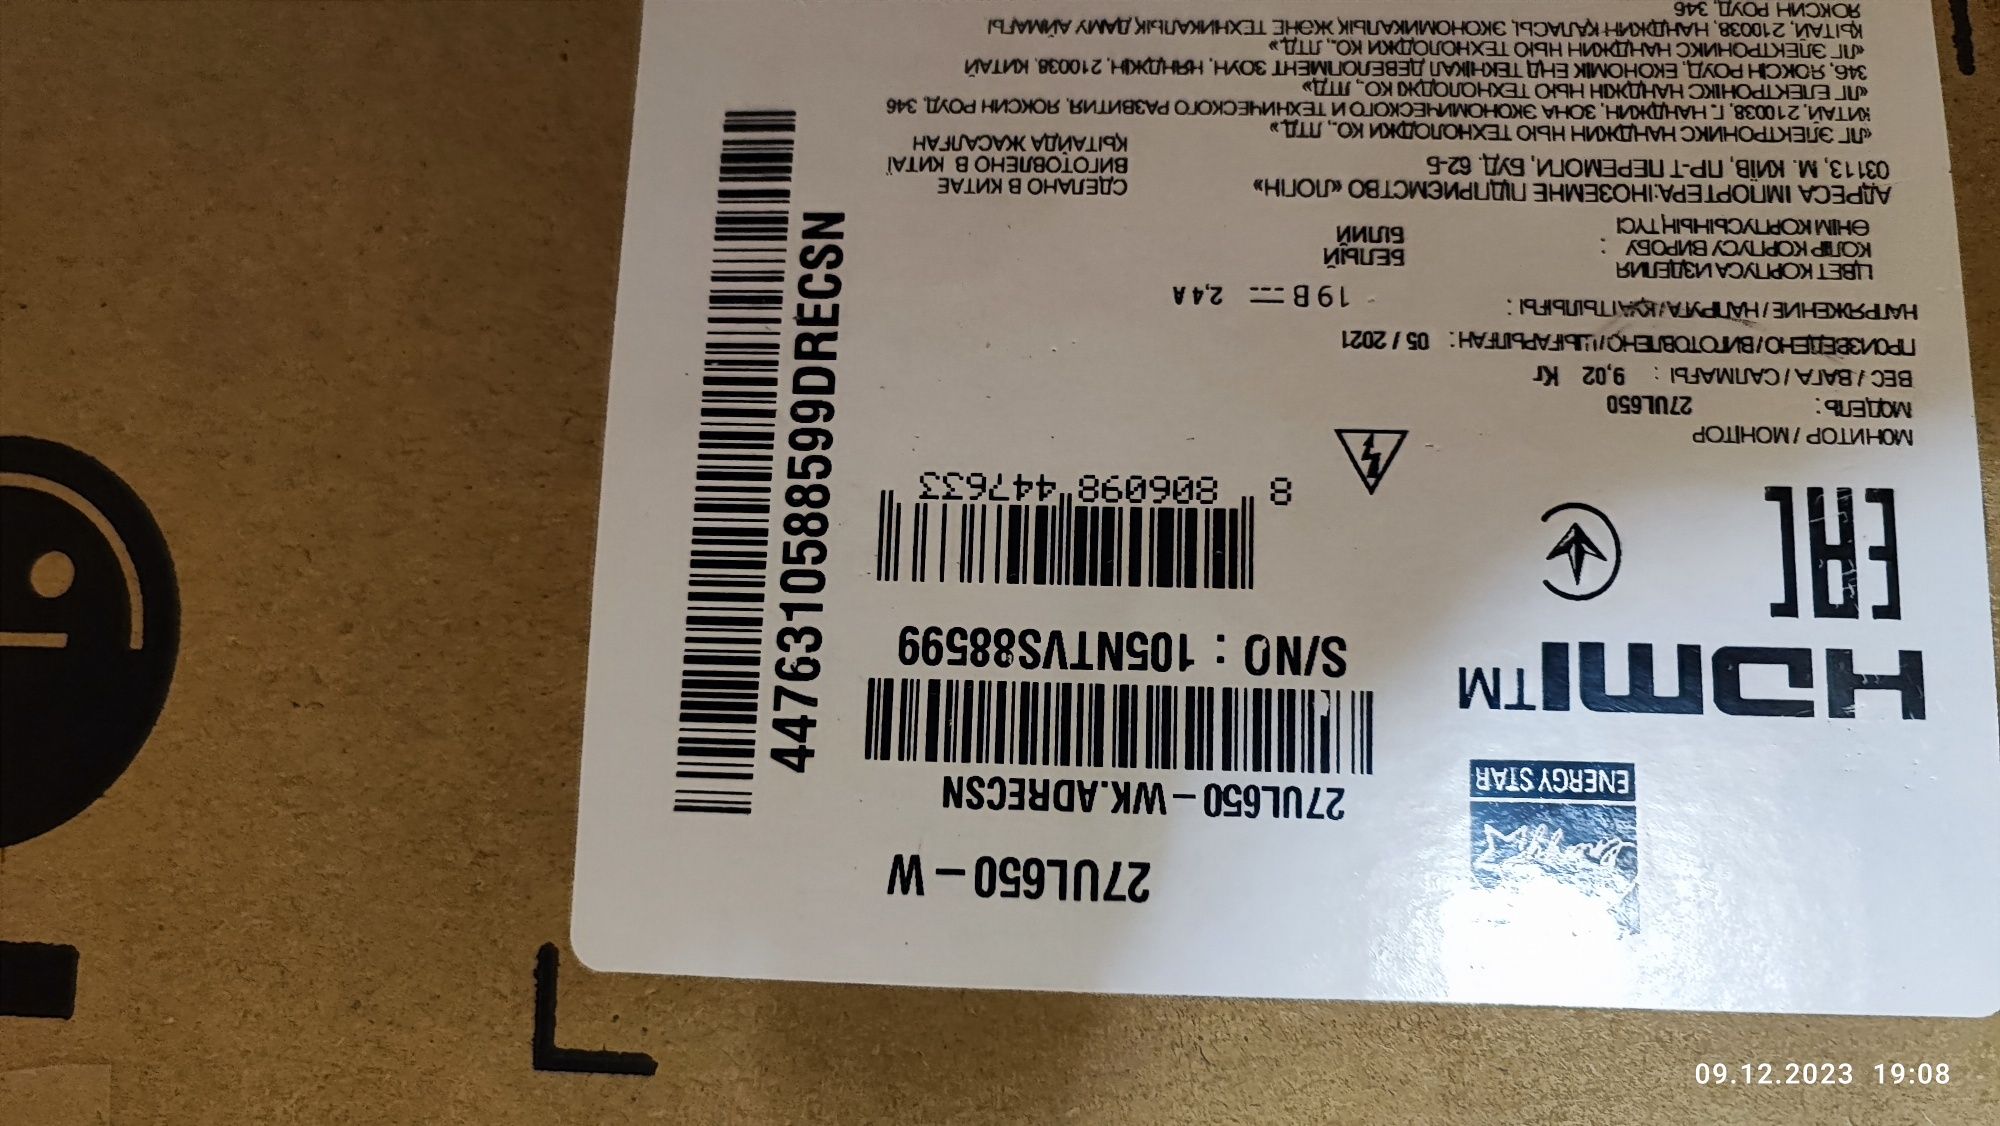 27UL650-W
27UL650-WK.ADRECSN
S/NO : 105NTVS88599
8 806098 447633
4476310588599DRECSN
ENERGY STAR
HDMI™
EAC
МОНИТОР / МОНІТОР
МОДЕЛЬ: 27UL650
ВЕС / ВАГА / САЛМАҒЫ : 9,02 Кг
ПРОИЗВЕДЕНО/ВИГОТОВЛЕНО/ШЫҒАРЫЛҒАН: 05 / 2021
НАПРЯЖЕНИЕ / НАПРУГА / ҚУАТТЫЛЫҒЫ : 19 В 2,4 А
ЦВЕТ КОРПУСА ИЗДЕЛИЯ БЕЛЫЙ
КОЛІР КОРПУСУ ВИРОБУ : БІЛИЙ
ӨНІМ КОРПУСЫНЫҢ ТҮСІ
АДРЕСА ІМПОРТЕРА:ІНОЗЕМНЕ ПІДПРИЄМСТВО «ЛОГІН»
03113, М. КИЇВ, ПР-Т ПЕРЕМОГИ, БУД. 62-Б
СДЕЛАНО В КИТАЕ
ВИГОТОВЛЕНО В КИТАЇ
ҚЫТАЙДА ЖАСАЛҒАН
«ЛГ ЭЛЕКТРОНИКС НАНДЖИН НЬЮ ТЕХНОЛОДЖИ КО., ЛТД»
КИТАЙ, 210038, Г. НАНДЖИН, ЗОНА ЭКОНОМИЧЕСКОГО И ТЕХНИЧЕСКОГО РАЗВИТИЯ, ЯОКСИН РОУД, 346
«ЛГ ЕЛЕКТРОНІКС НАНДЖІН НЬЮ ТЕХНОЛОДЖІ КО., ЛТД»
346, ЯОКСІН РОУД, ЕКОНОМІК ЕНД ТЕКНІКАЛ ДЕВЕЛОПМЕНТ ЗОУН, НЯНДЖІН, 210038, КИТАЙ
«ЛГ ЭЛЕКТРОНИКС НАНДЖИН НЬЮ ТЕХНОЛОДЖИ КО., ЛТД»
ҚЫТАЙ, 210038, НАНДЖИН ҚАЛАСЫ, ЭКОНОМИКАЛЫҚ ЖӘНЕ ТЕХНИКАЛЫҚ ДАМУ АЙМАҒЫ
ЯОКСИН РОУД, 346
09.12.2023 19:08